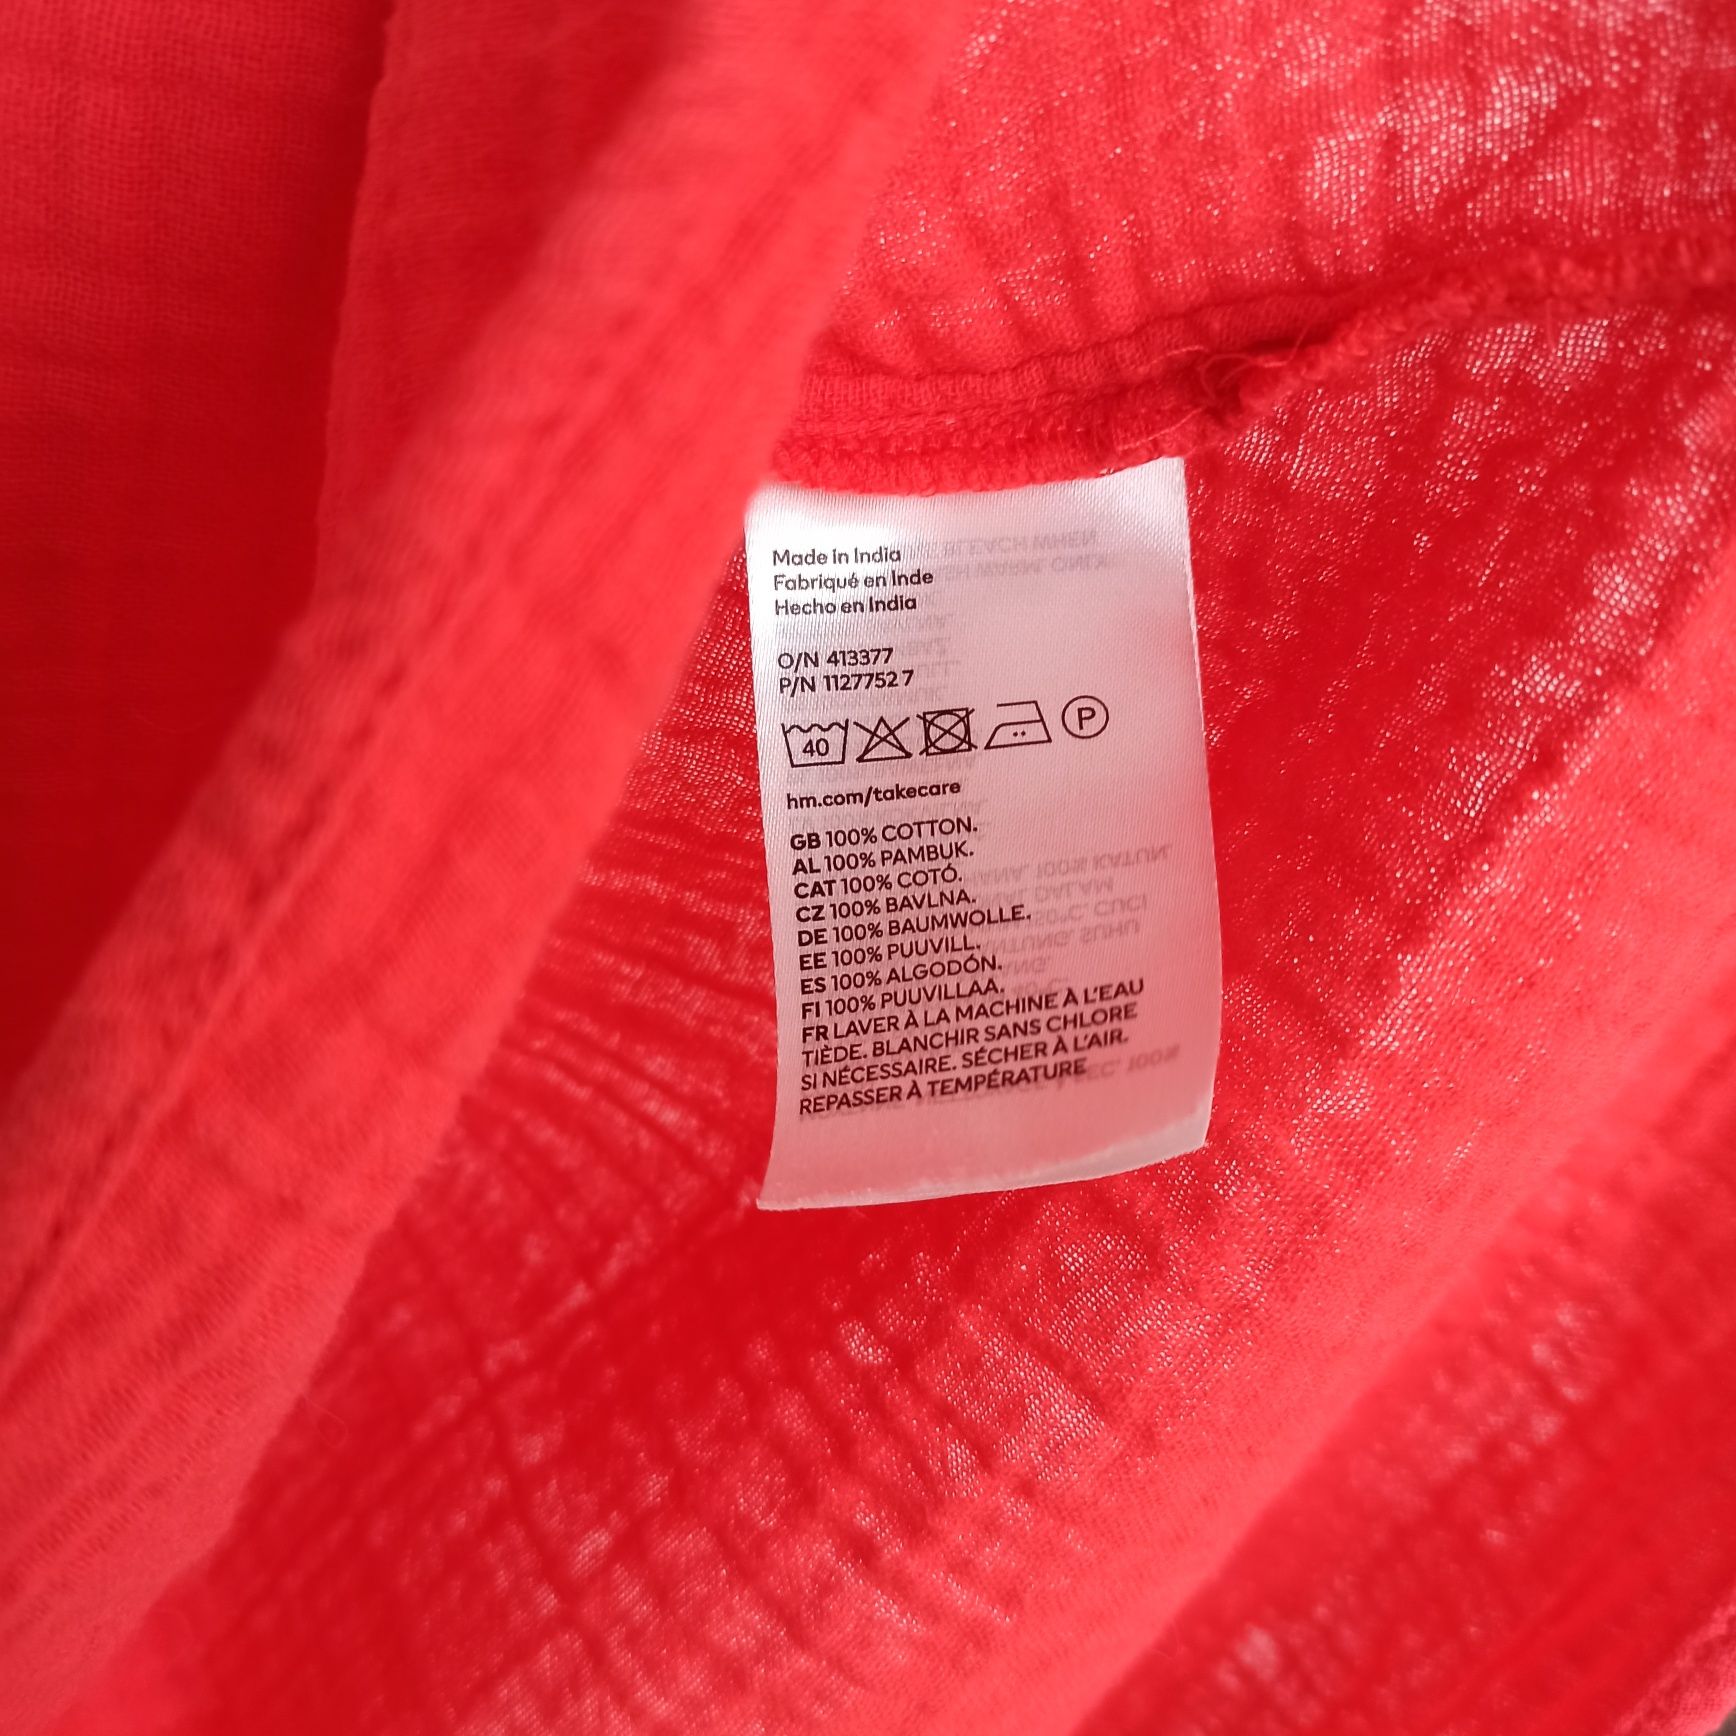 Made in India
Fabriqué en Inde
Hecho en India
O/N 413377
P/N 1127752 7
40
P
hm.com/takecare
GB 100% COTTON.
AL 100% PAMBUK.
CAT 100% COTÓ.
CZ 100% BAVLNA.
DE 100% BAUMWOLLE.
EE 100% PUUVILL.
ES 100% ALGODÓN.
FI 100% PUUVILLAA.
FR LAVER À LA MACHINE À L'EAU
TIÈDE. BLANCHIR SANS CHLORE
SI NÉCESSAIRE. SÉCHER À L'AIR.
REPASSER À TEMPÉRATURE